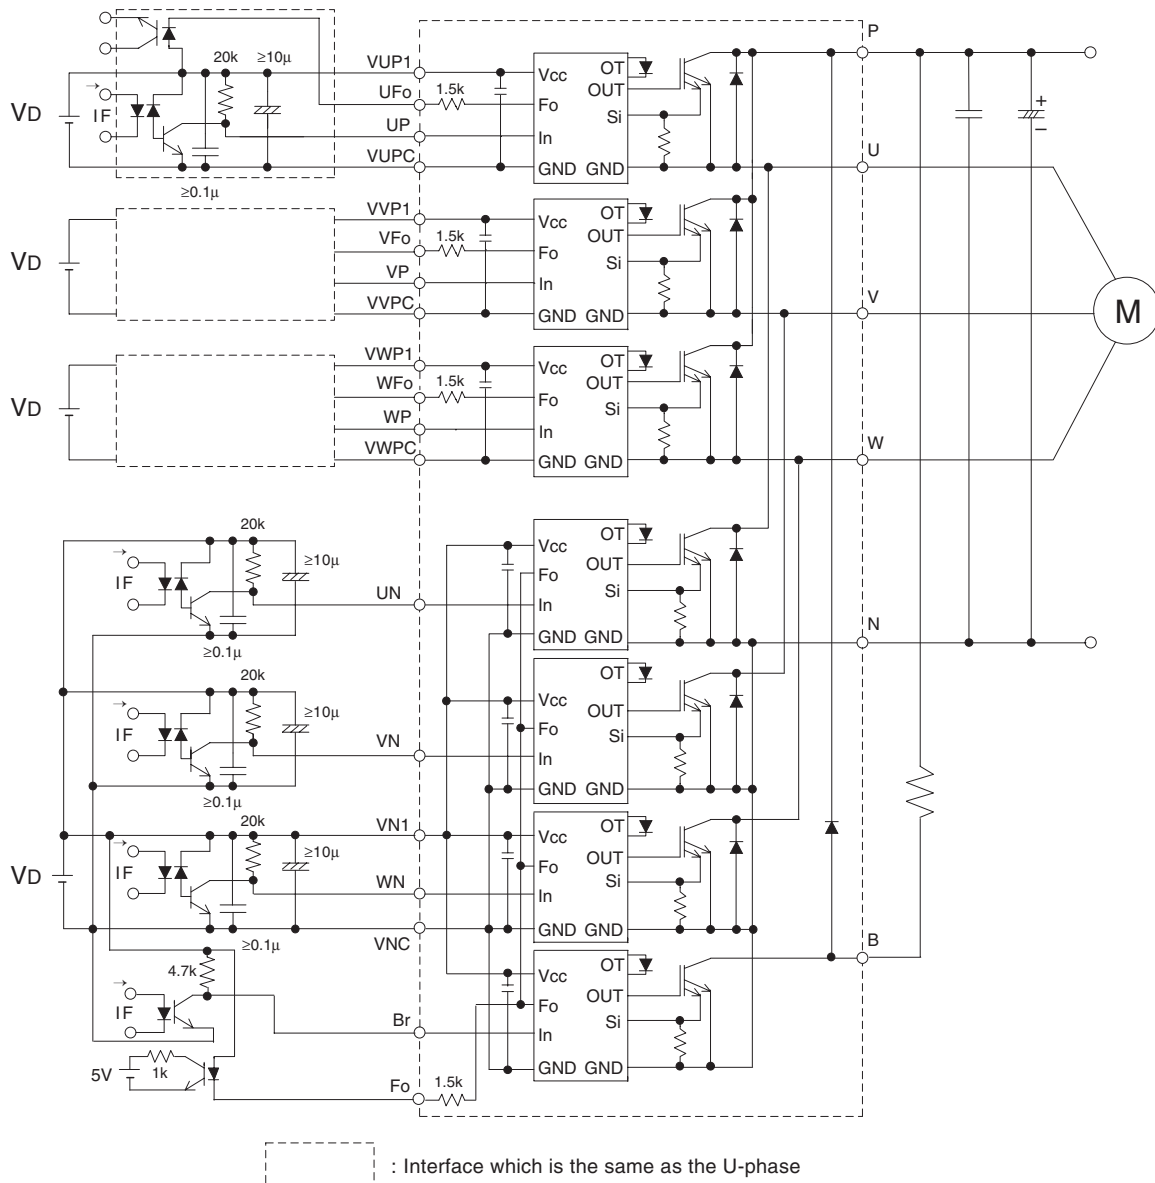 P
20k
≥10μ
VUP1
OT
Vcc
OUT
UFo
1.5k
Fo
Si
VD
IF
UP
In
+
–
VUPC
GND GND
U
≥0.1μ
VVP1
OT
Vcc
OUT
VFo
1.5k
Fo
Si
VD
VP
In
VVPC
GND GND
V
M
VWP1
OT
Vcc
OUT
WFo
1.5k
Fo
Si
VD
WP
In
VWPC
GND GND
W
20k
≥10μ
OT
Vcc
OUT
IF
Fo
Si
UN
In
GND GND
N
≥0.1μ
20k
≥10μ
OT
Vcc
OUT
IF
Fo
Si
VN
In
GND GND
≥0.1μ
20k
VN1
OT
Vcc
≥10μ
OUT
VD
IF
Fo
Si
WN
In
GND GND
≥0.1μ
VNC
B
4.7k
OT
Vcc
OUT
IF
Fo
Si
Br
In
5V
1k
GND GND
Fo
1.5k
: Interface which is the same as the U-phase